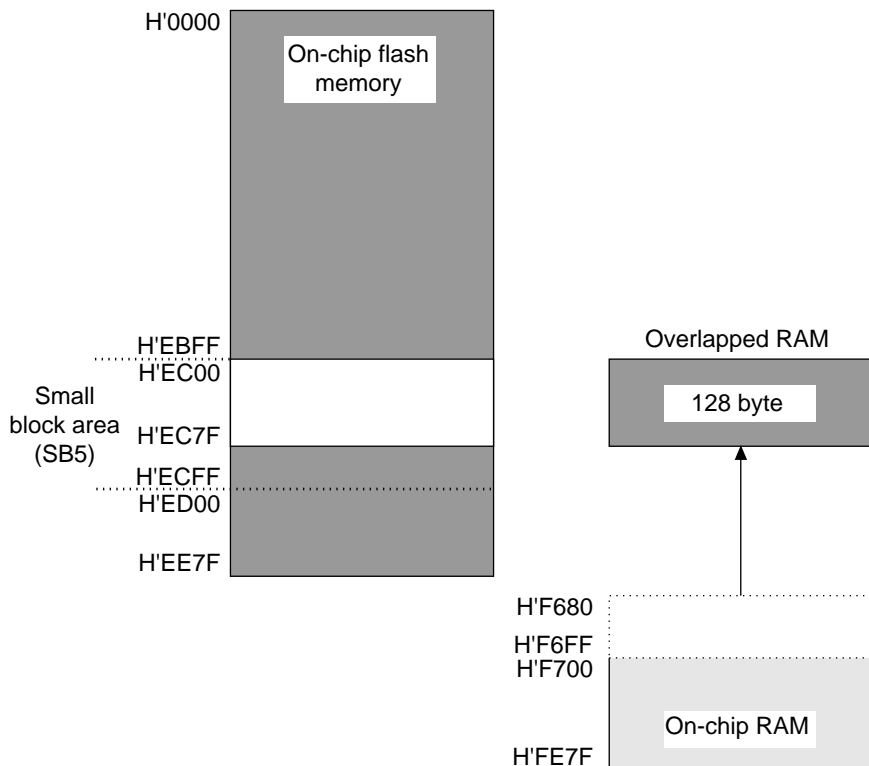 H'0000
On-chip flash
memory
H'EBFF
H'EC00
Small
block area
(SB5)
H'EC7F
H'ECFF
H'ED00
H'EE7F
Overlapped RAM
128 byte
H'F680
H'F6FF
H'F700
On-chip RAM
H'FE7F